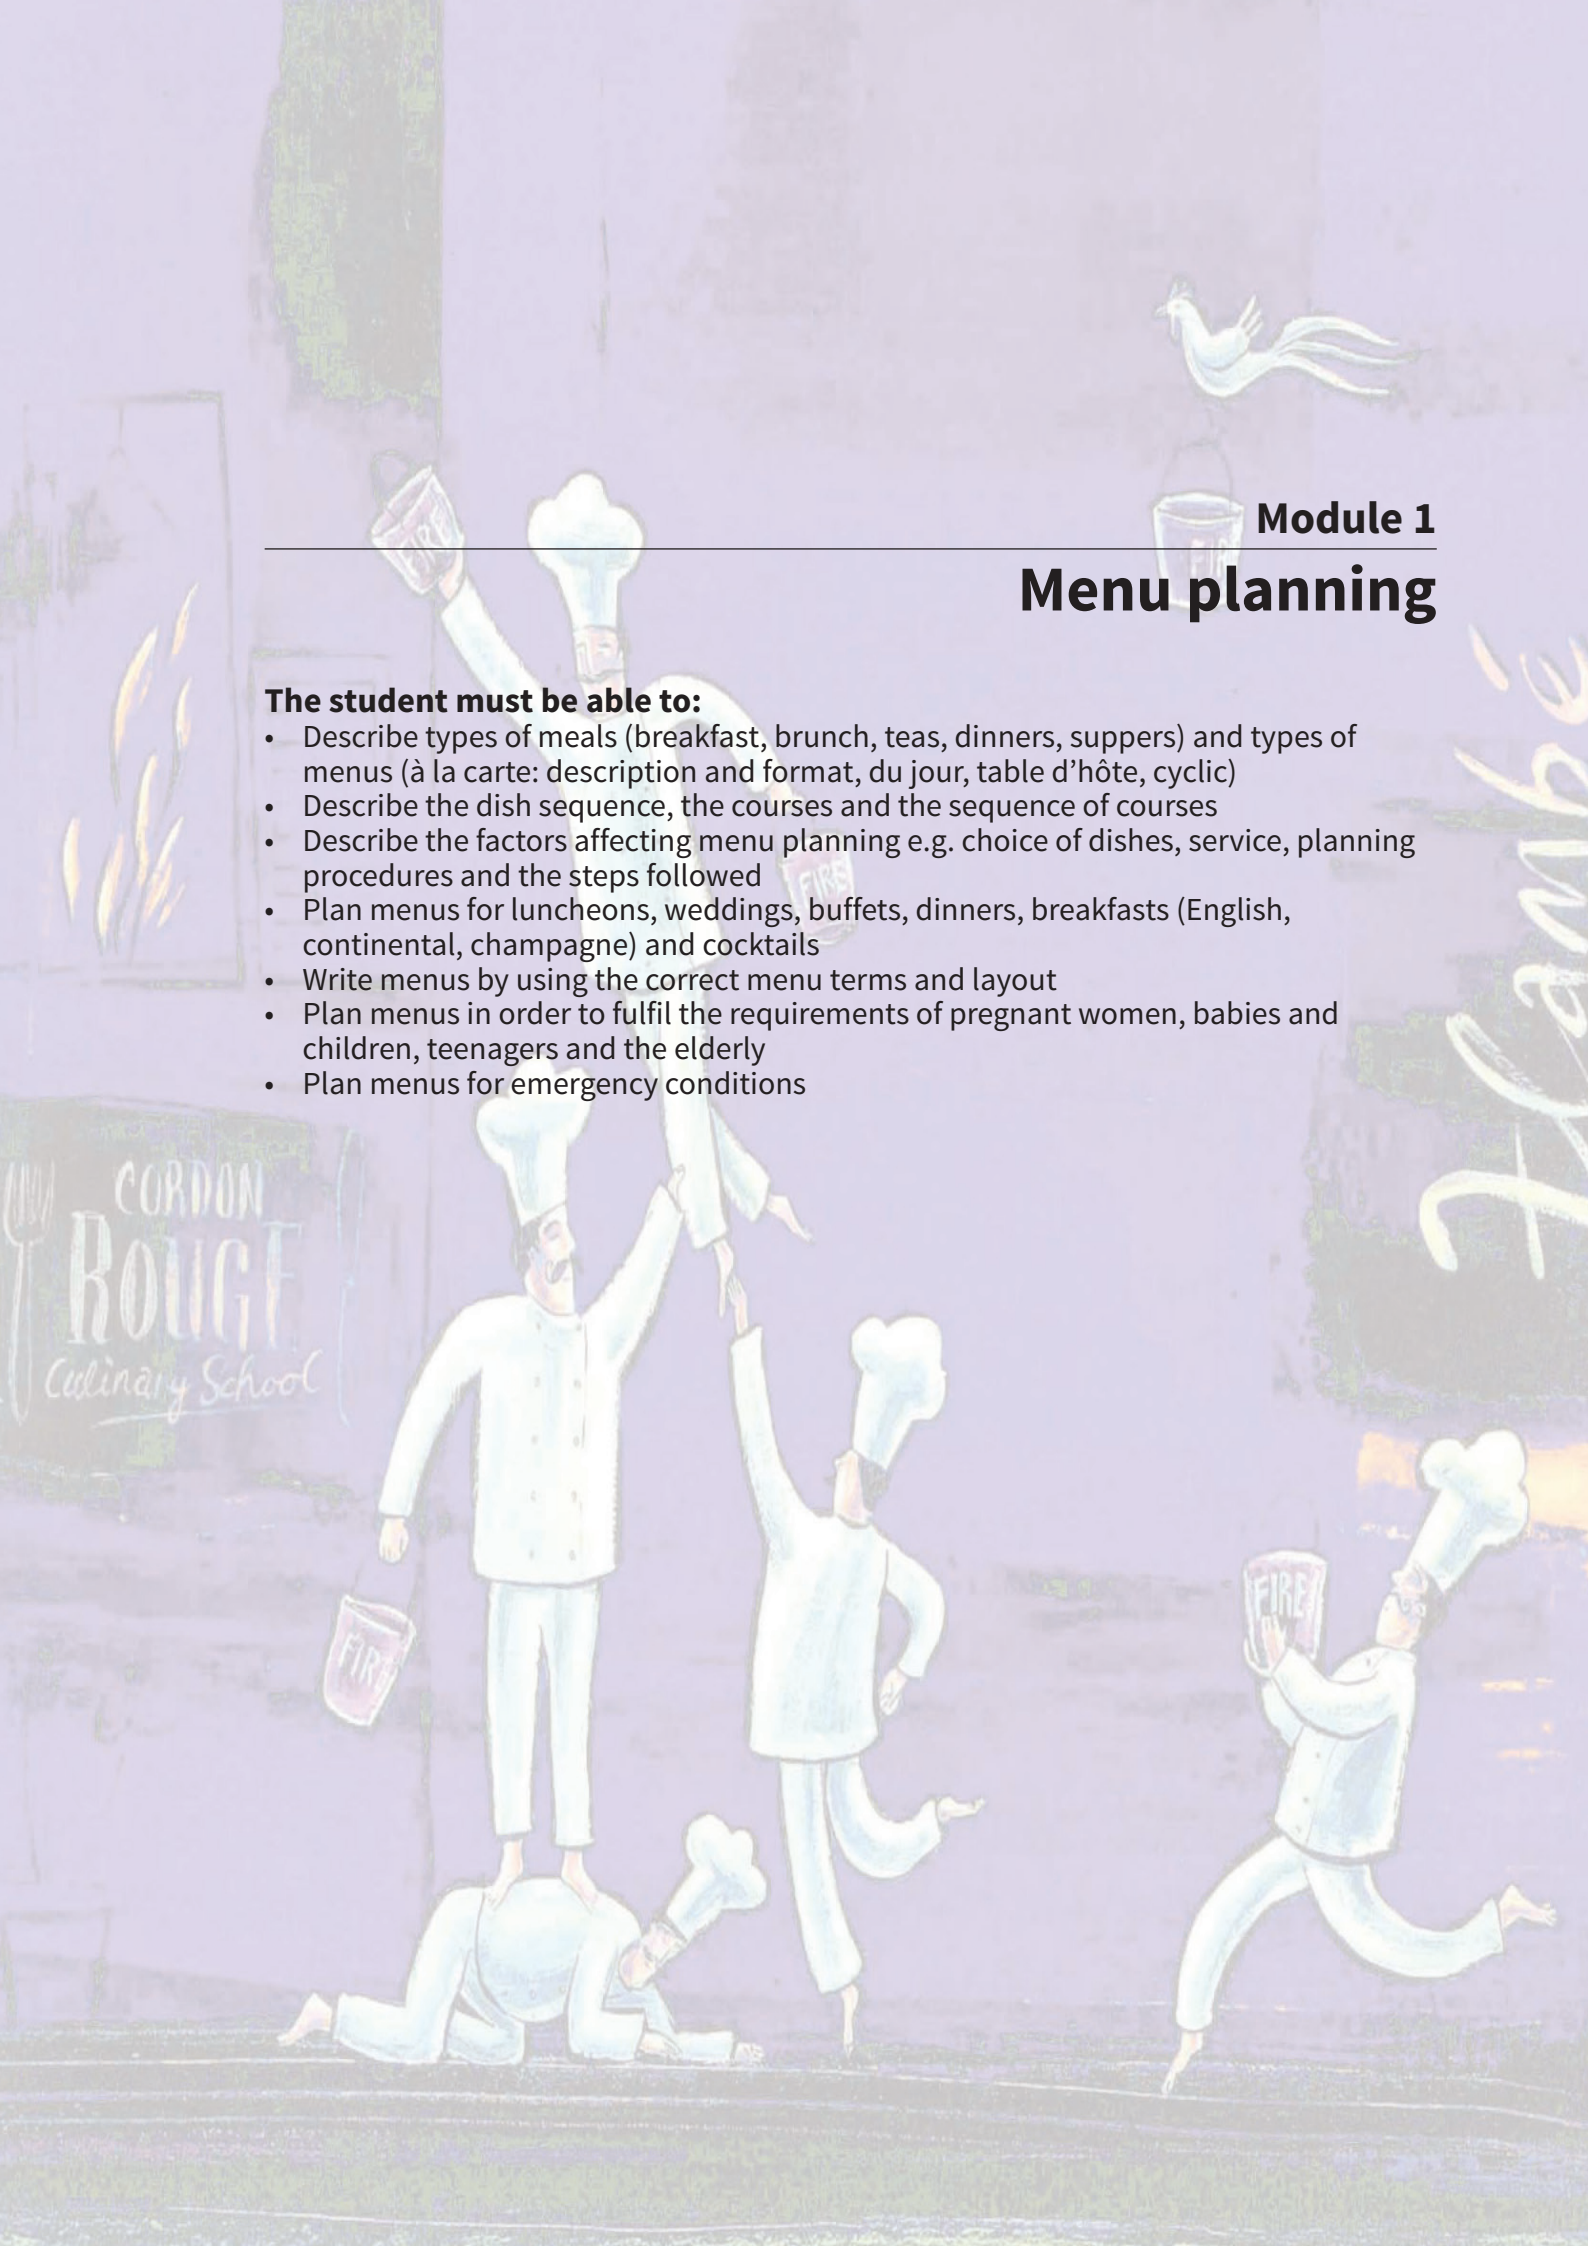 Module 1
Menu planning
The student must be able to:
• Describe types of meals (breakfast, brunch, teas, dinners, suppers) and types of
menus (à la carte: description and format, du jour, table d’hôte, cyclic)
• Describe the dish sequence, the courses and the sequence of courses
• Describe the factors affecting menu planning e.g. choice of dishes, service, planning
procedures and the steps followed
• Plan menus for luncheons, weddings, buffets, dinners, breakfasts (English,
continental, champagne) and cocktails
• Write menus by using the correct menu terms and layout
• Plan menus in order to fulfil the requirements of pregnant women, babies and
children, teenagers and the elderly
• Plan menus for emergency conditions
FIRE
FIRE
CORDON
ROUGE
Culinary School
FIRE
FIR